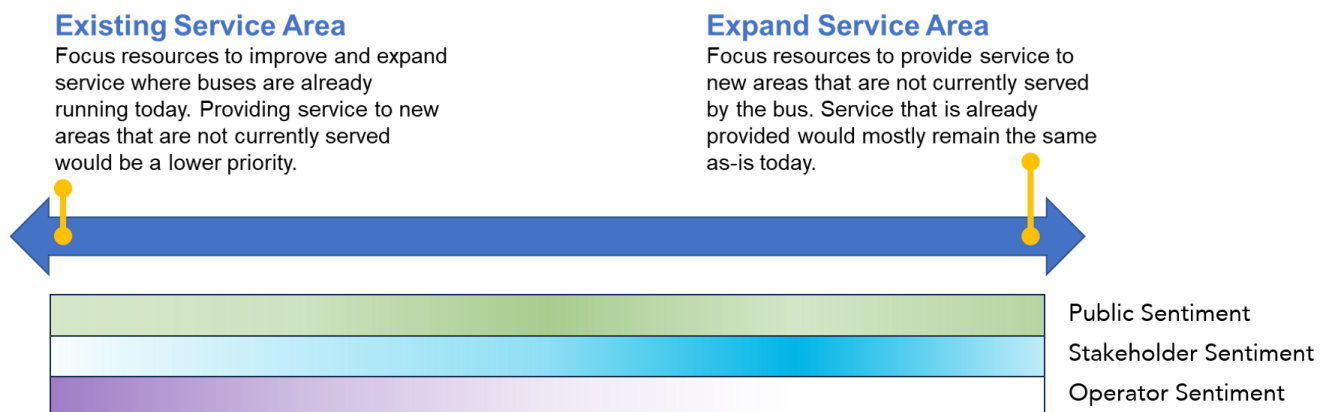 Existing Service Area
Focus resources to improve and expand
service where buses are already
running today. Providing service to new
areas that are not currently served
would be a lower priority.
Expand Service Area
Focus resources to provide service to
new areas that are not currently served
by the bus. Service that is already
provided would mostly remain the same
as-is today.
Public Sentiment
Stakeholder Sentiment
Operator Sentiment